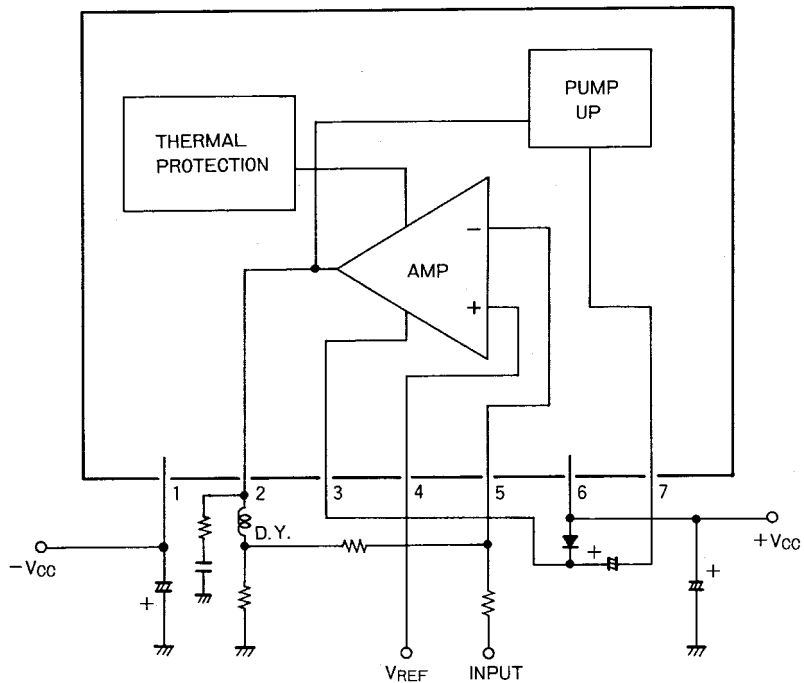 PUMP
UP
THERMAL
PROTECTION
−
AMP
+
1 2 3 4 5 6 7
D.Y.
+
+VCC
−VCC
+
+
VREF INPUT